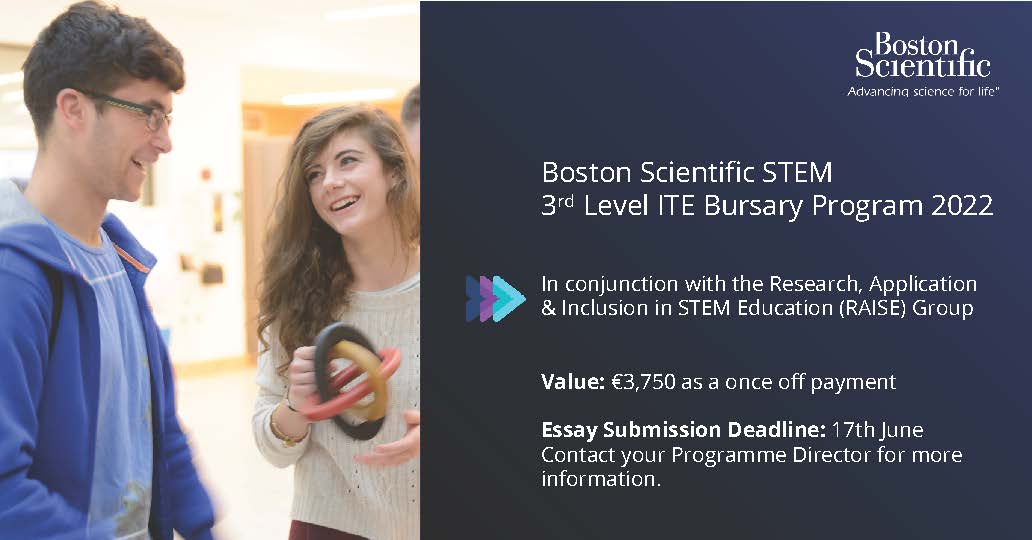 Boston
Scientific
Advancing science for life™
Boston Scientific STEM
3rd Level ITE Bursary Program 2022
In conjunction with the Research, Application
& Inclusion in STEM Education (RAISE) Group
Value: €3,750 as a once off payment
Essay Submission Deadline: 17th June
Contact your Programme Director for more
information.